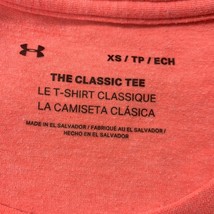 XS / TP / ECH
THE CLASSIC TEE
LE T-SHIRT CLASSIQUE
LA CAMISETA CLÁSICA
MADE IN EL SALVADOR / FABRIQUÉ AU EL SALVADOR /
HECHO EN EL SALVADOR